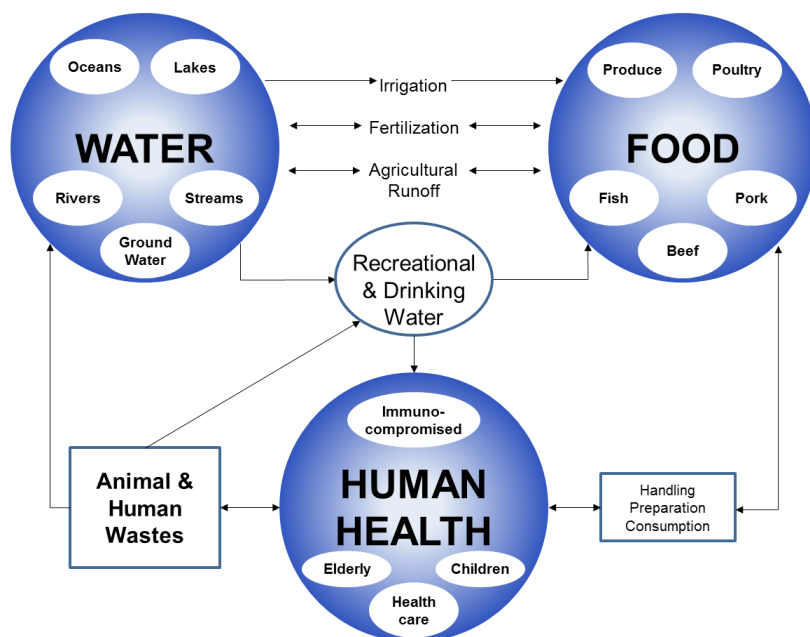 Oceans
Lakes
WATER
Rivers
Streams
Ground
Water
Irrigation
Fertilization
Agricultural
Runoff
Produce
Poultry
FOOD
Fish
Pork
Beef
Recreational
& Drinking
Water
Animal &
Human
Wastes
Immuno-
compromised
HUMAN
HEALTH
Elderly
Children
Health
care
Handling
Preparation
Consumption